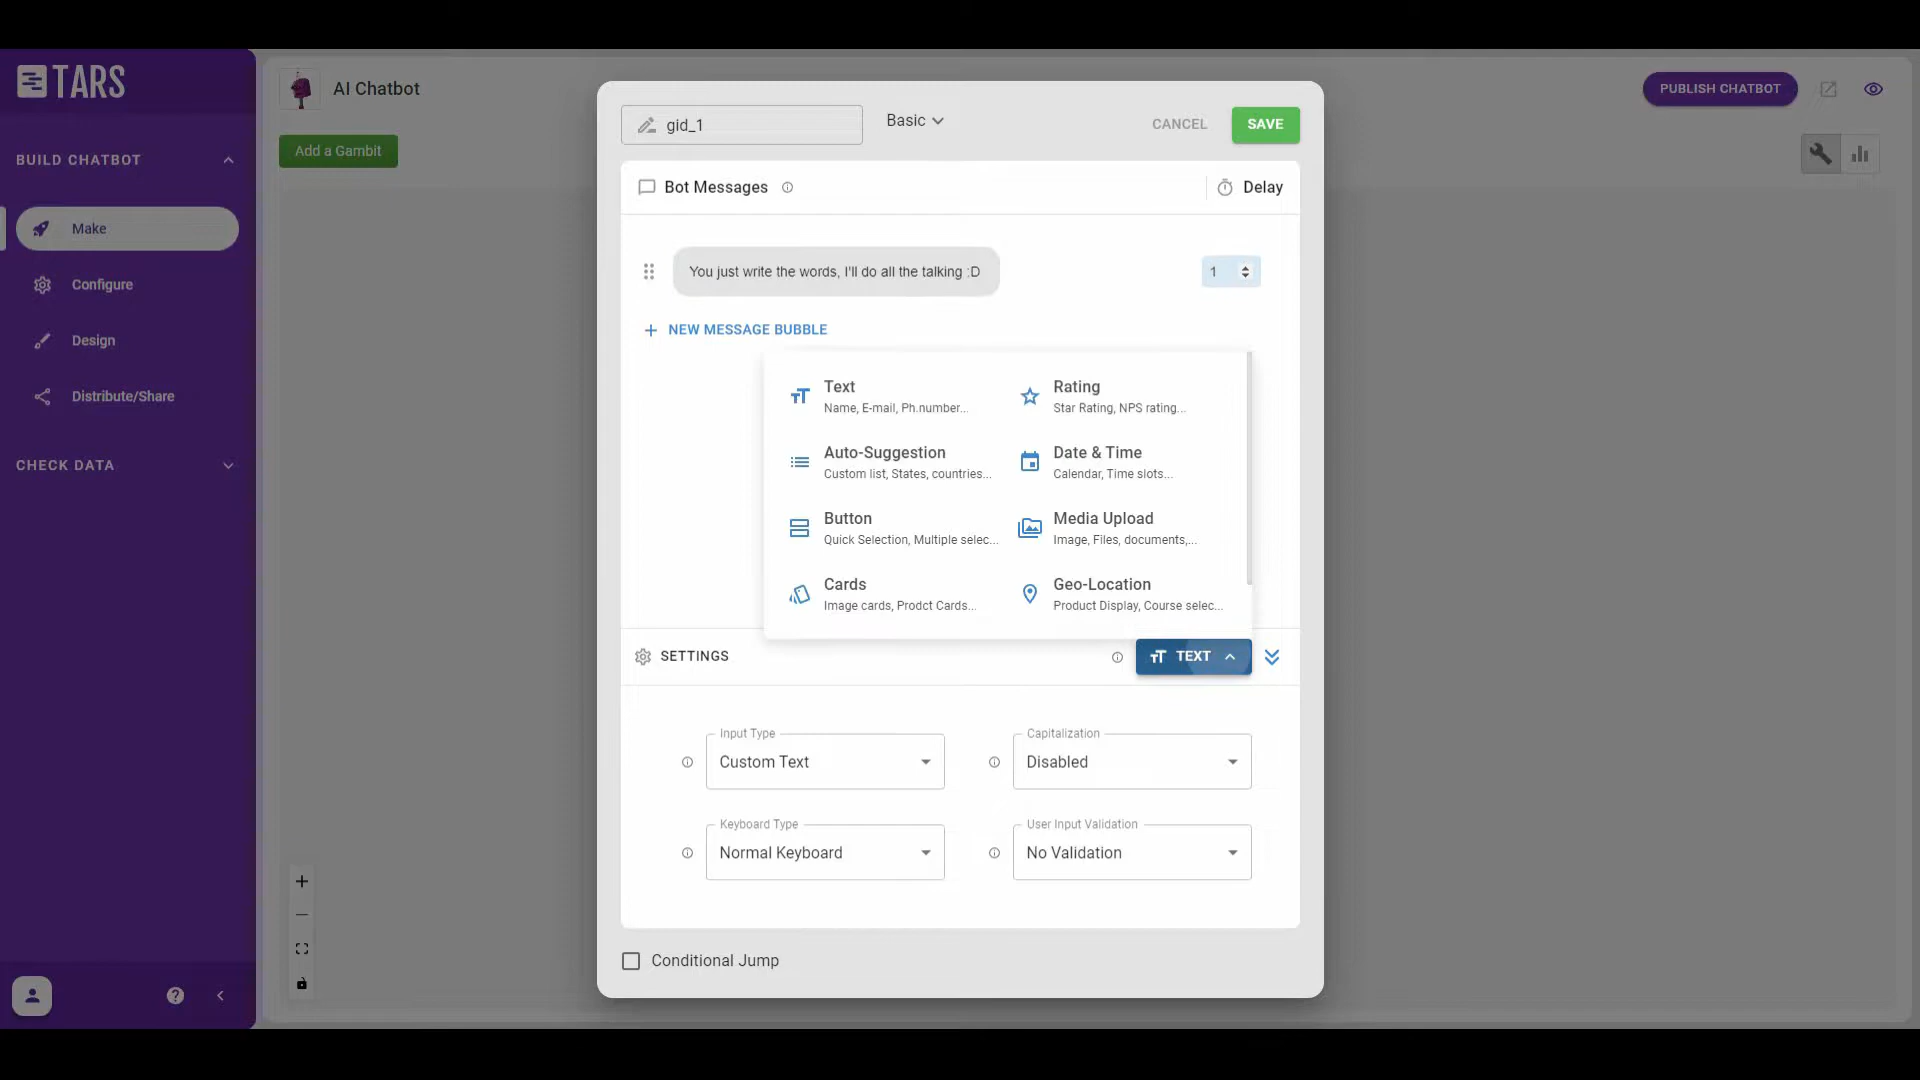 TARS
AI Chatbot
PUBLISH CHATBOT
BUILD CHATBOT
Add a Gambit
Make
Configure
Design
Distribute/Share
CHECK DATA
gid_1
Basic
CANCEL
SAVE
Bot Messages
Delay
You just write the words, I'll do all the talking :D
1
NEW MESSAGE BUBBLE
Text
Name, E-mail, Ph.number...
Rating
Star Rating, NPS rating...
Auto-Suggestion
Custom list, States, countries...
Date & Time
Calendar, Time slots...
Button
Quick Selection, Multiple selec...
Media Upload
Image, Files, documents,...
Cards
Image cards, Prodct Cards...
Geo-Location
Product Display, Course selec...
SETTINGS
TEXT
Input Type
Custom Text
Capitalization
Disabled
Keyboard Type
Normal Keyboard
User Input Validation
No Validation
Conditional Jump